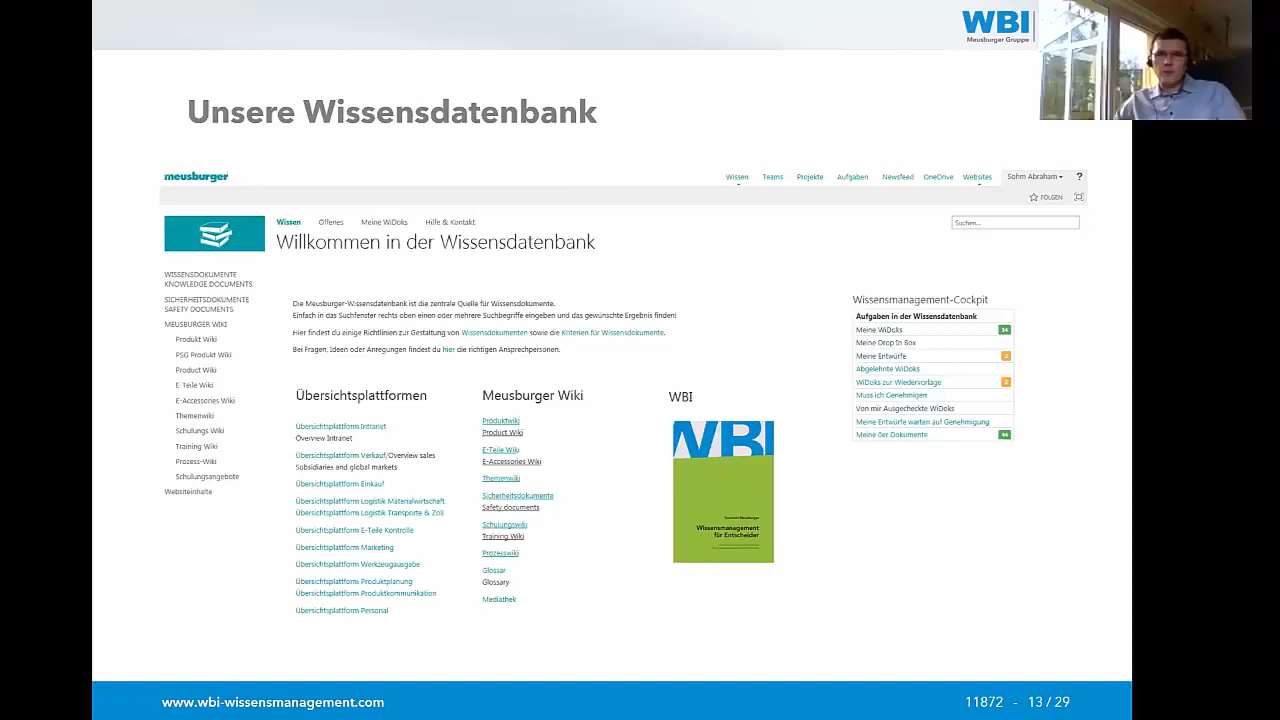 WBI
Meusburger Gruppe
Unsere Wissensdatenbank
meusburger
Wissen Teams Projekte Aufgaben Newsfeed OneDrive Websites Sohm Abraham ?
FOLGEN
Wissen Offenes Meine WiDoks Hilfe & Kontakt
Suchen...
Willkommen in der Wissensdatenbank
WISSENSDOKUMENTE
KNOWLEDGE DOCUMENTS
SICHERHEITSDOKUMENTE
SAFETY DOCUMENTS
MEUSBURGER WIKI
Produkt Wiki
PSG Produkt Wiki
Product Wiki
E-Teile Wiki
E-Accessories Wiki
Themenwiki
Schulungs Wiki
Training Wiki
Prozess-Wiki
Schulungsangebote
Websiteinhalte
Die Meusburger-Wissensdatenbank ist die zentrale Quelle für Wissensdokumente.
Einfach in das Suchfenster rechts oben einen oder mehrere Suchbegriffe eingeben und das gewünschte Ergebnis finden!
Hier findest du einige Richtlinien zur Gestaltung von Wissensdokumenten sowie die Kriterien für Wissensdokumente.
Bei Fragen, Ideen oder Anregungen findest du hier die richtigen Ansprechpersonen.
Übersichtsplattformen
Übersichtsplattform Intranet
Overview Intranet
Übersichtsplattform Verkauf/Overview sales
Subsidiaries and global markets
Übersichtsplattform Einkauf
Übersichtsplattform Logistik Materialwirtschaft
Übersichtsplattform Logistik Transporte & Zoll
Übersichtsplattform E-Teile Kontrolle
Übersichtsplattform Marketing
Übersichtsplattform Werkzeugausgabe
Übersichtsplattform Produktplanung
Übersichtsplattform Produktkommunikation
Übersichtsplattform Personal
Meusburger Wiki
Produktwiki
Product Wiki
E-Teile Wiki
E-Accessories Wiki
Themenwiki
Sicherheitsdokumente
Safety documents
Schulungswiki
Training Wiki
Prozesswiki
Glossar
Glossary
Mediathek
WBI
WBI
Wissensmanagement
für Entscheider
Wissensmanagement-Cockpit
Aufgaben in der Wissensdatenbank
Meine WiDoks 34
Meine Drop In Box
Meine Entwürfe 2
Abgelehnte WiDoks
WiDoks zur Wiedervorlage 2
Muss ich Genehmigen
Von mir Ausgecheckte WiDoks
Meine Entwürfe warten auf Genehmigung
Meine 0er Dokumente 44
www.wbi-wissensmanagement.com
11872 - 13 / 29